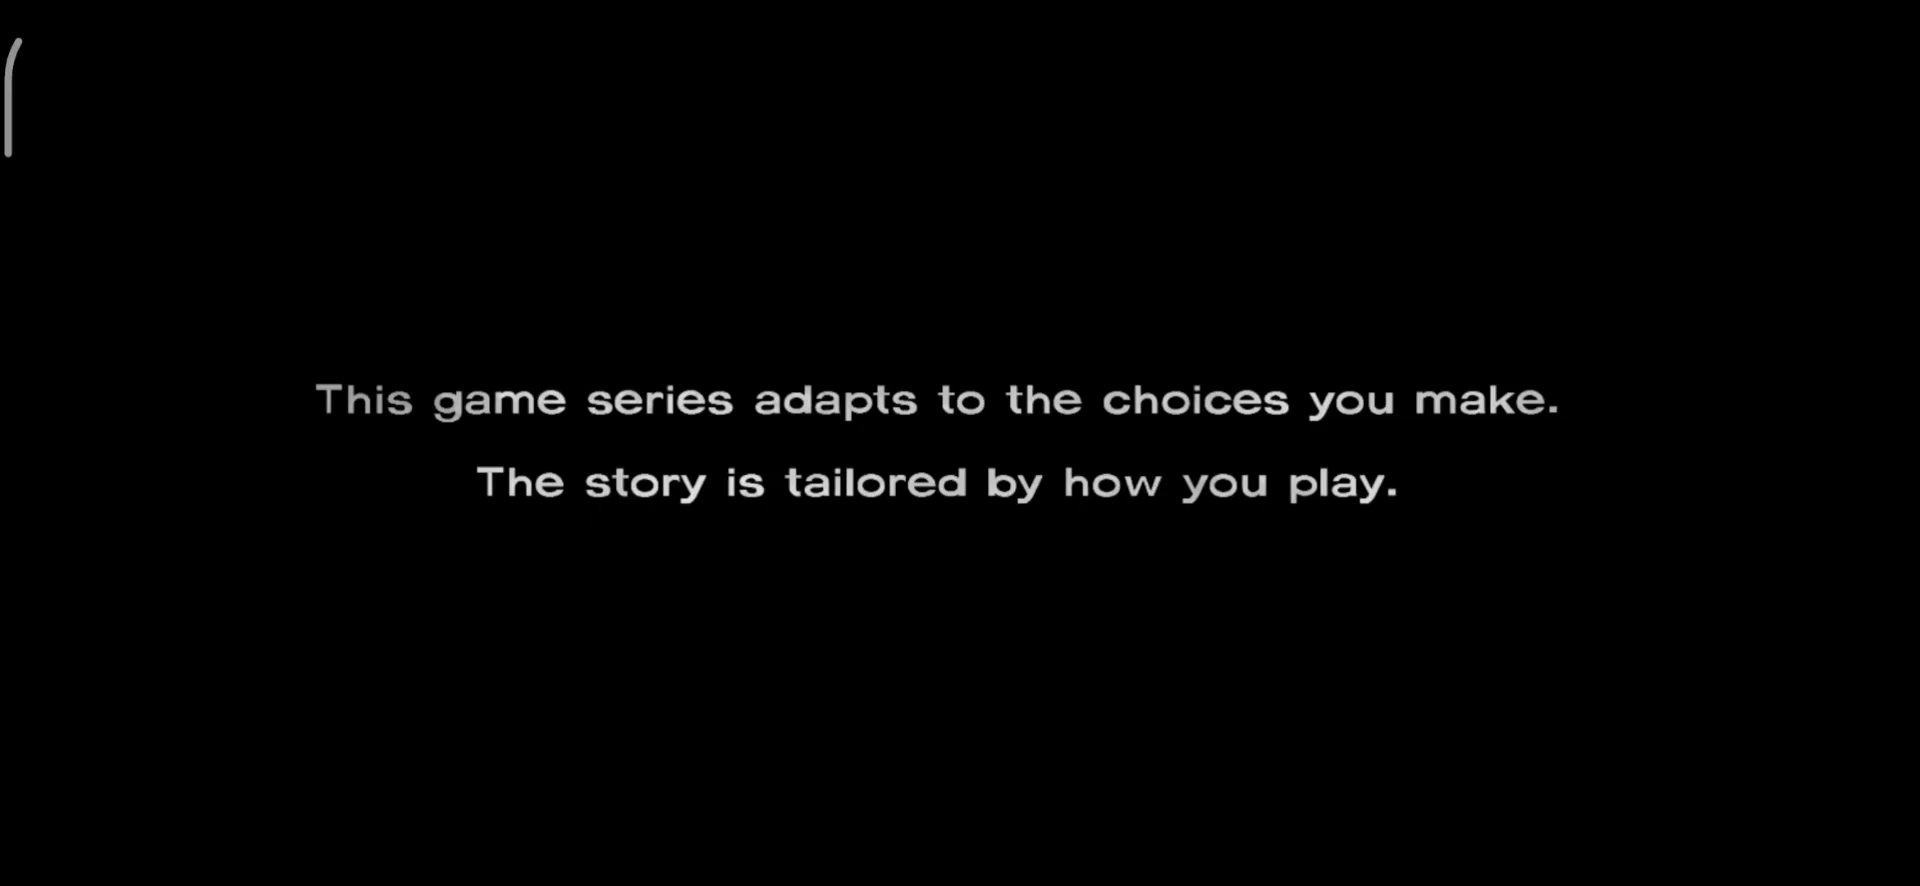 This game series adapts to the choices you make.
The story is tailored by how you play.